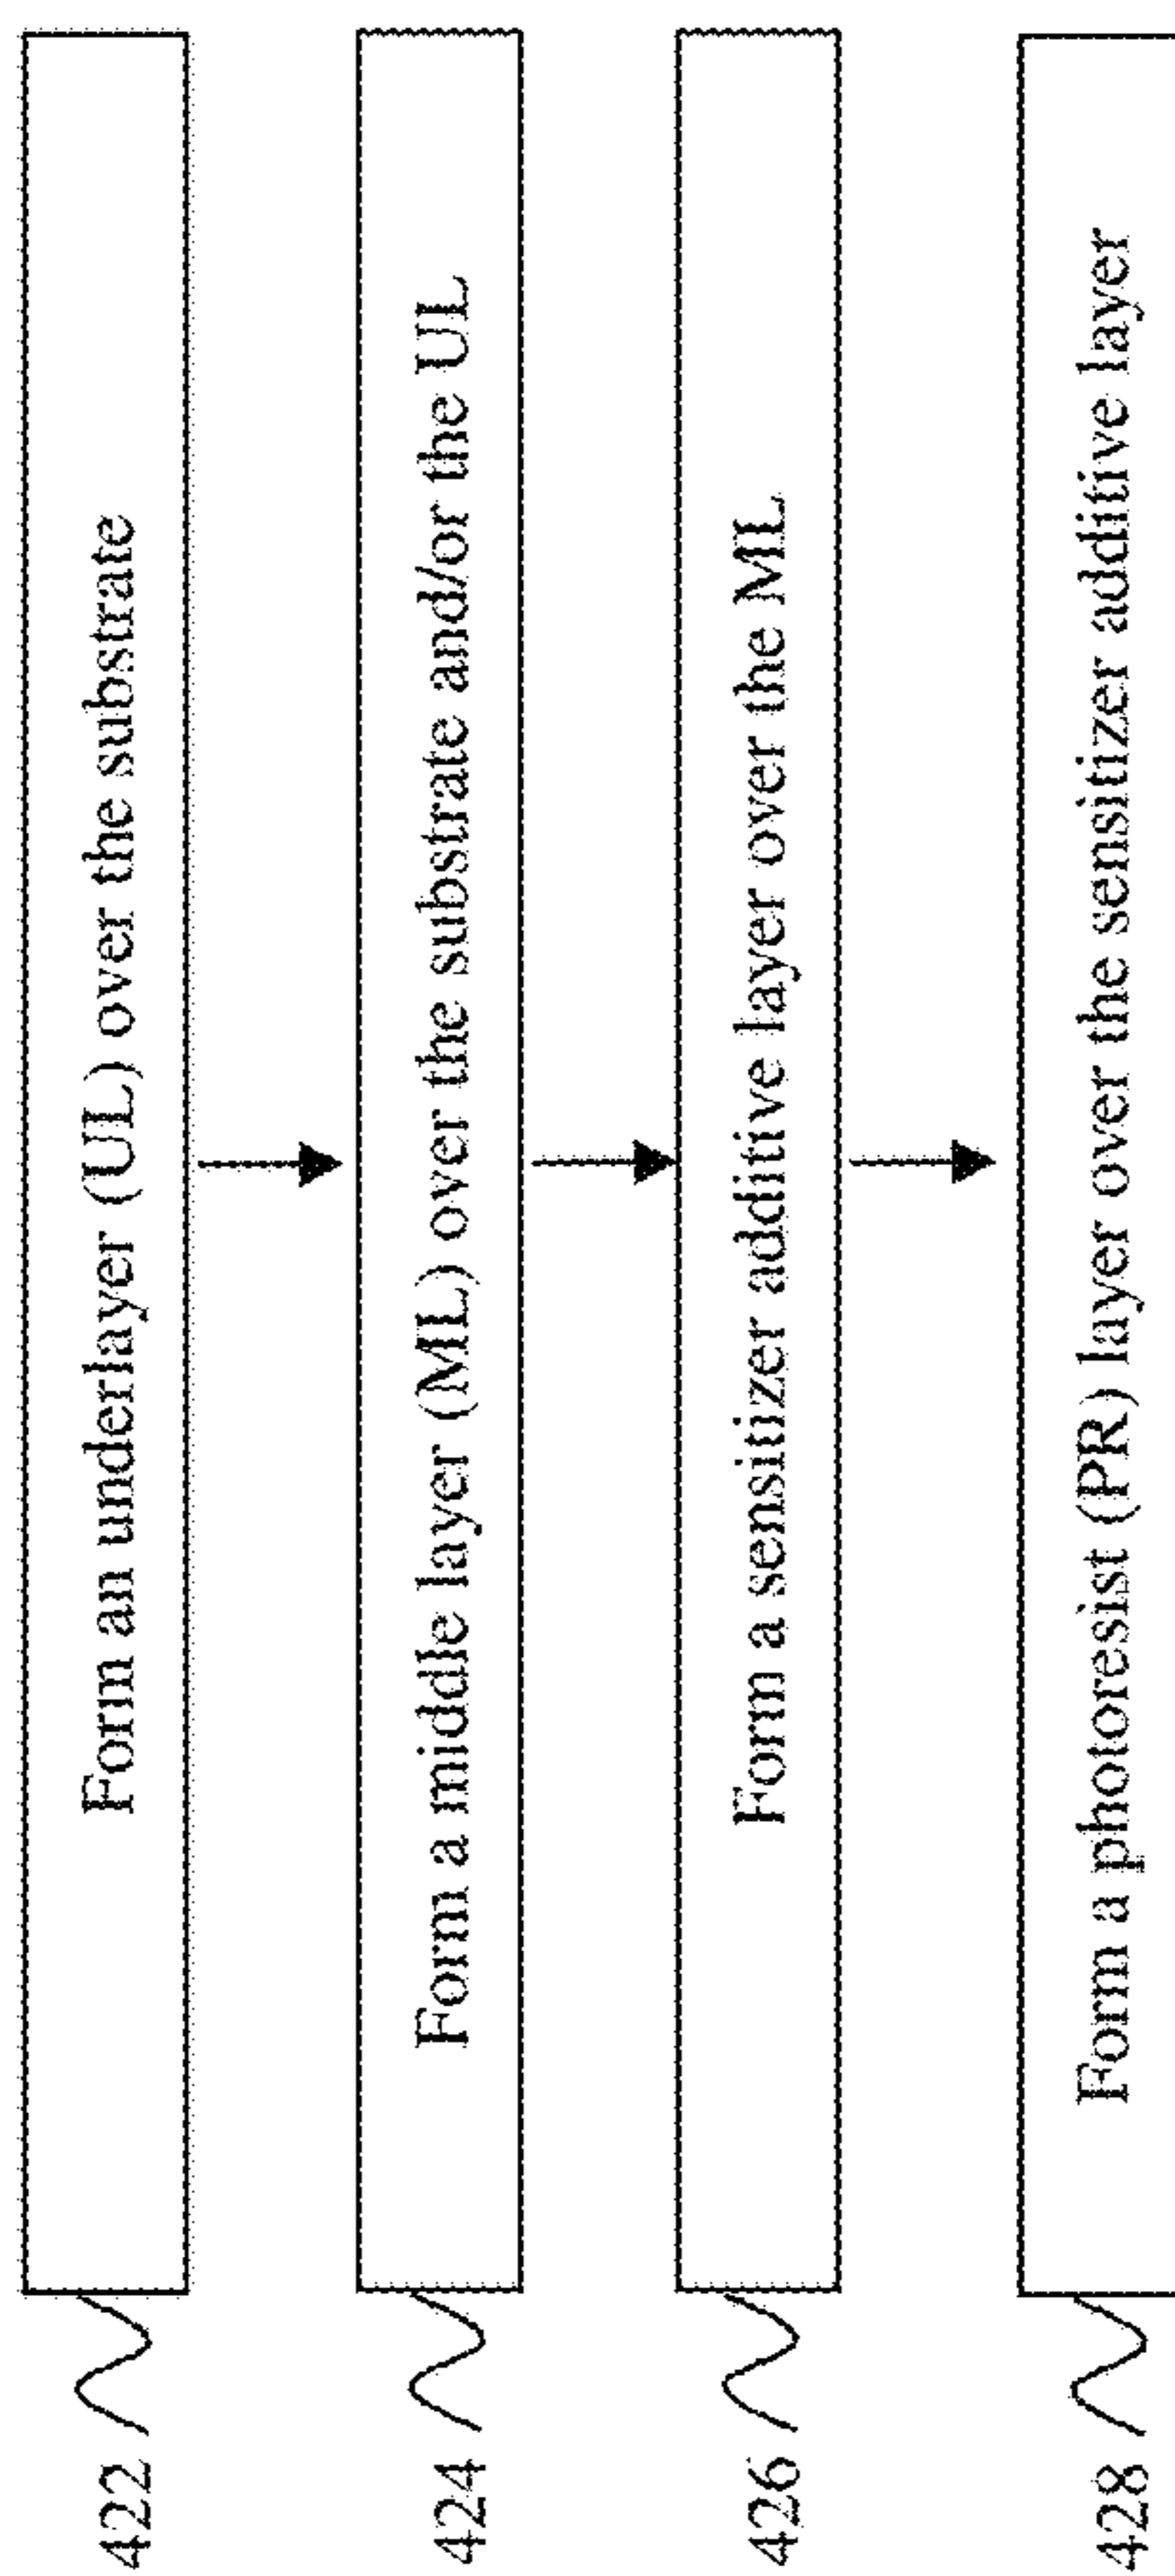 422
Form an underlayer (UL) over the substrate
424
Form a middle layer (ML) over the substrate and/or the UL
426
Form a sensitizer additive layer over the ML
428
Form a photoresist (PR) layer over the sensitizer additive layer